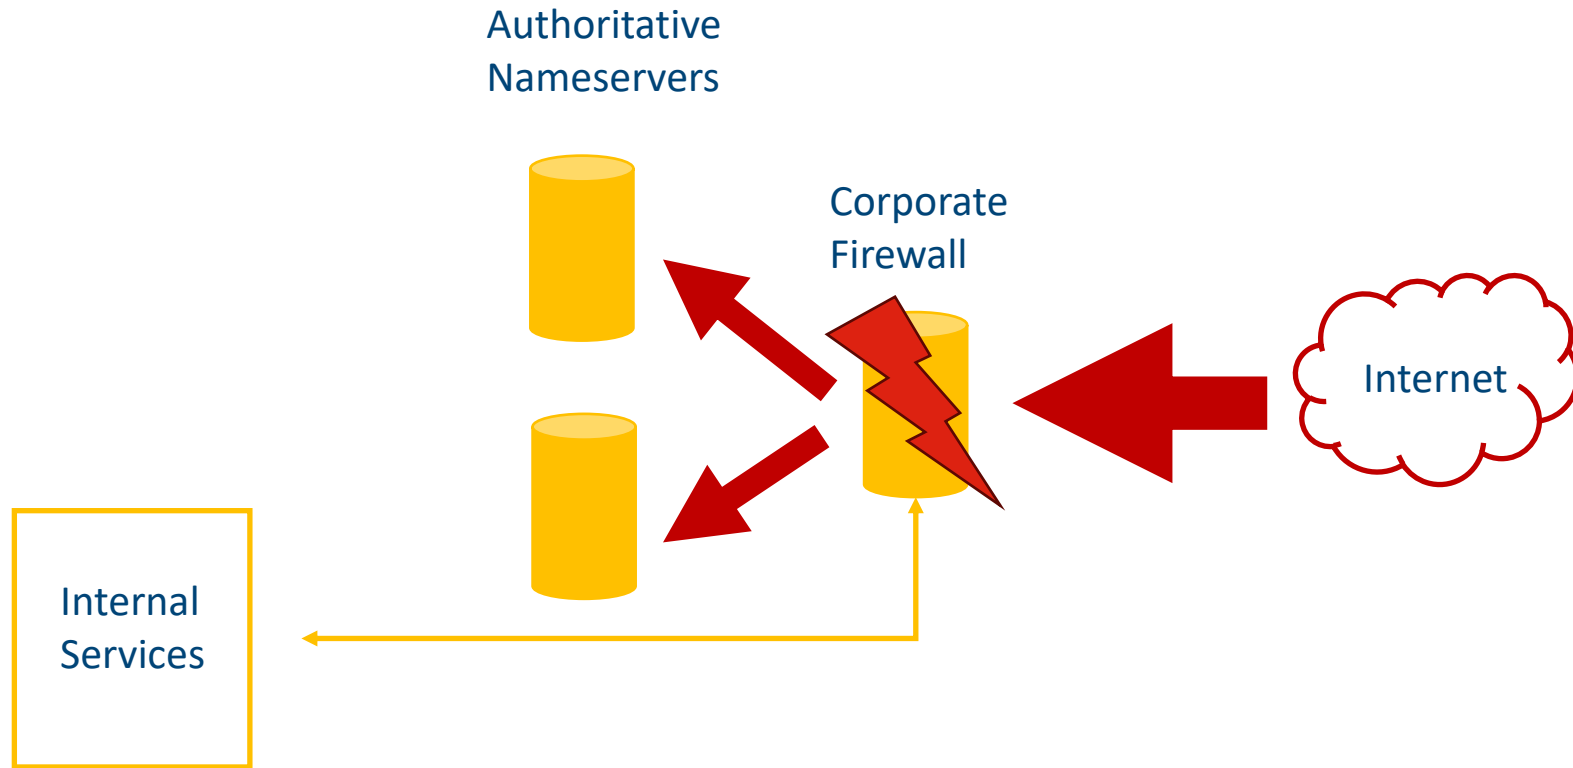 Authoritative
Nameservers
Corporate
Firewall
Internet
Internal
Services